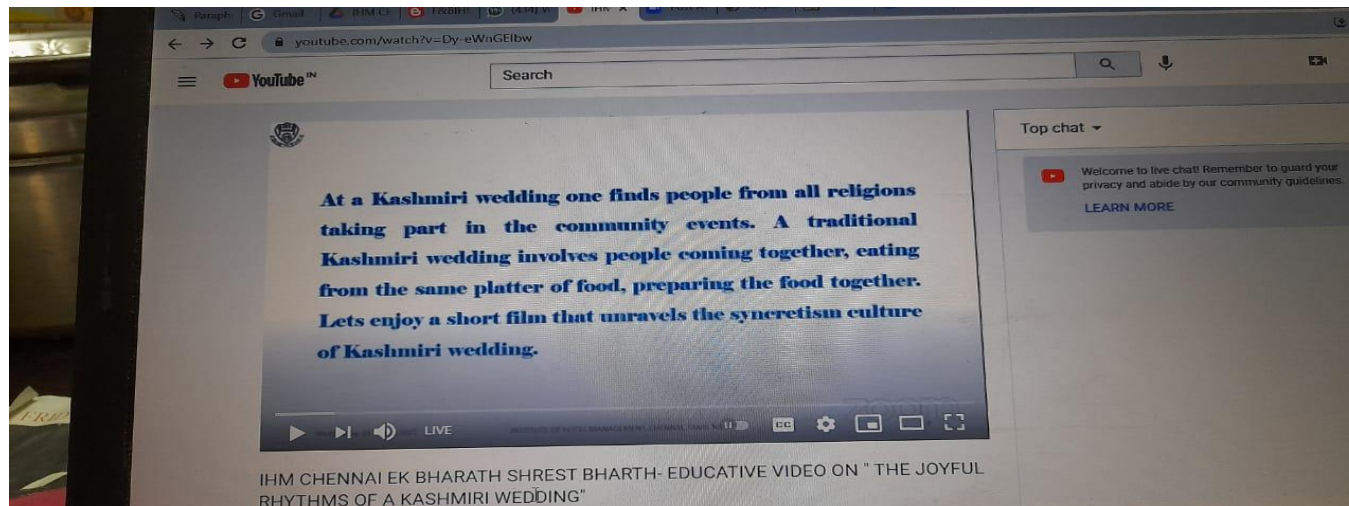 Paraph
Gmail
youtube.com/watch?v=Dy-eWnGElbw
YouTube IN
Search
Top chat
Welcome to live chat! Remember to guard your
privacy and abide by our community guidelines.
LEARN MORE
At a Kashmiri wedding one finds people from all religions
taking part in the community events. A traditional
Kashmiri wedding involves people coming together, eating
from the same platter of food, preparing the food together.
Lets enjoy a short film that unravels the syncretism culture
of Kashmiri wedding.
zoom
LIVE
CC
IHM CHENNAI EK BHARATH SHREST BHARTH- EDUCATIVE VIDEO ON " THE JOYFUL
RHYTHMS OF A KASHMIRI WEDDING"